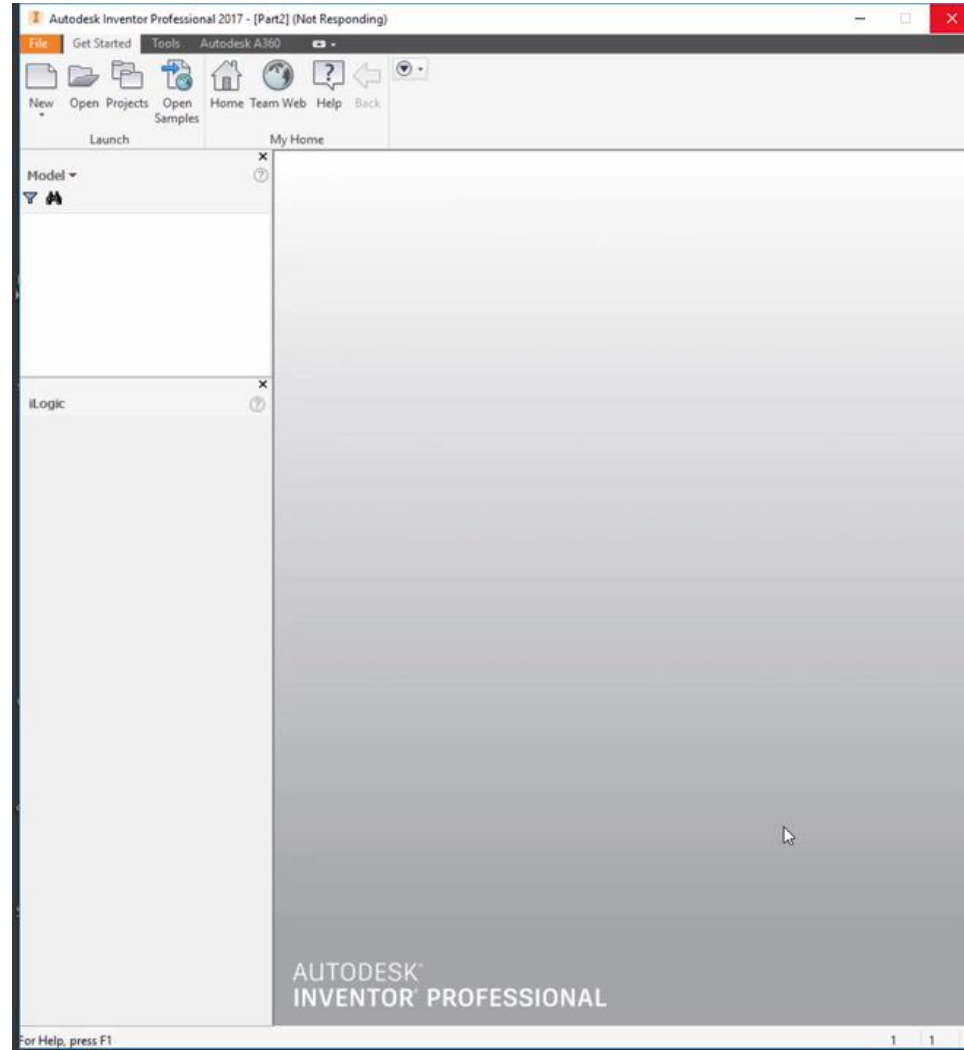 Autodesk Inventor Professional 2017 - [Part2] (Not Responding)
File Get Started Tools Autodesk A360
New Open Projects Open Samples Home Team Web Help Back
Launch My Home
Model
iLogic
AUTODESK®
INVENTOR® PROFESSIONAL
For Help, press F1 1 1